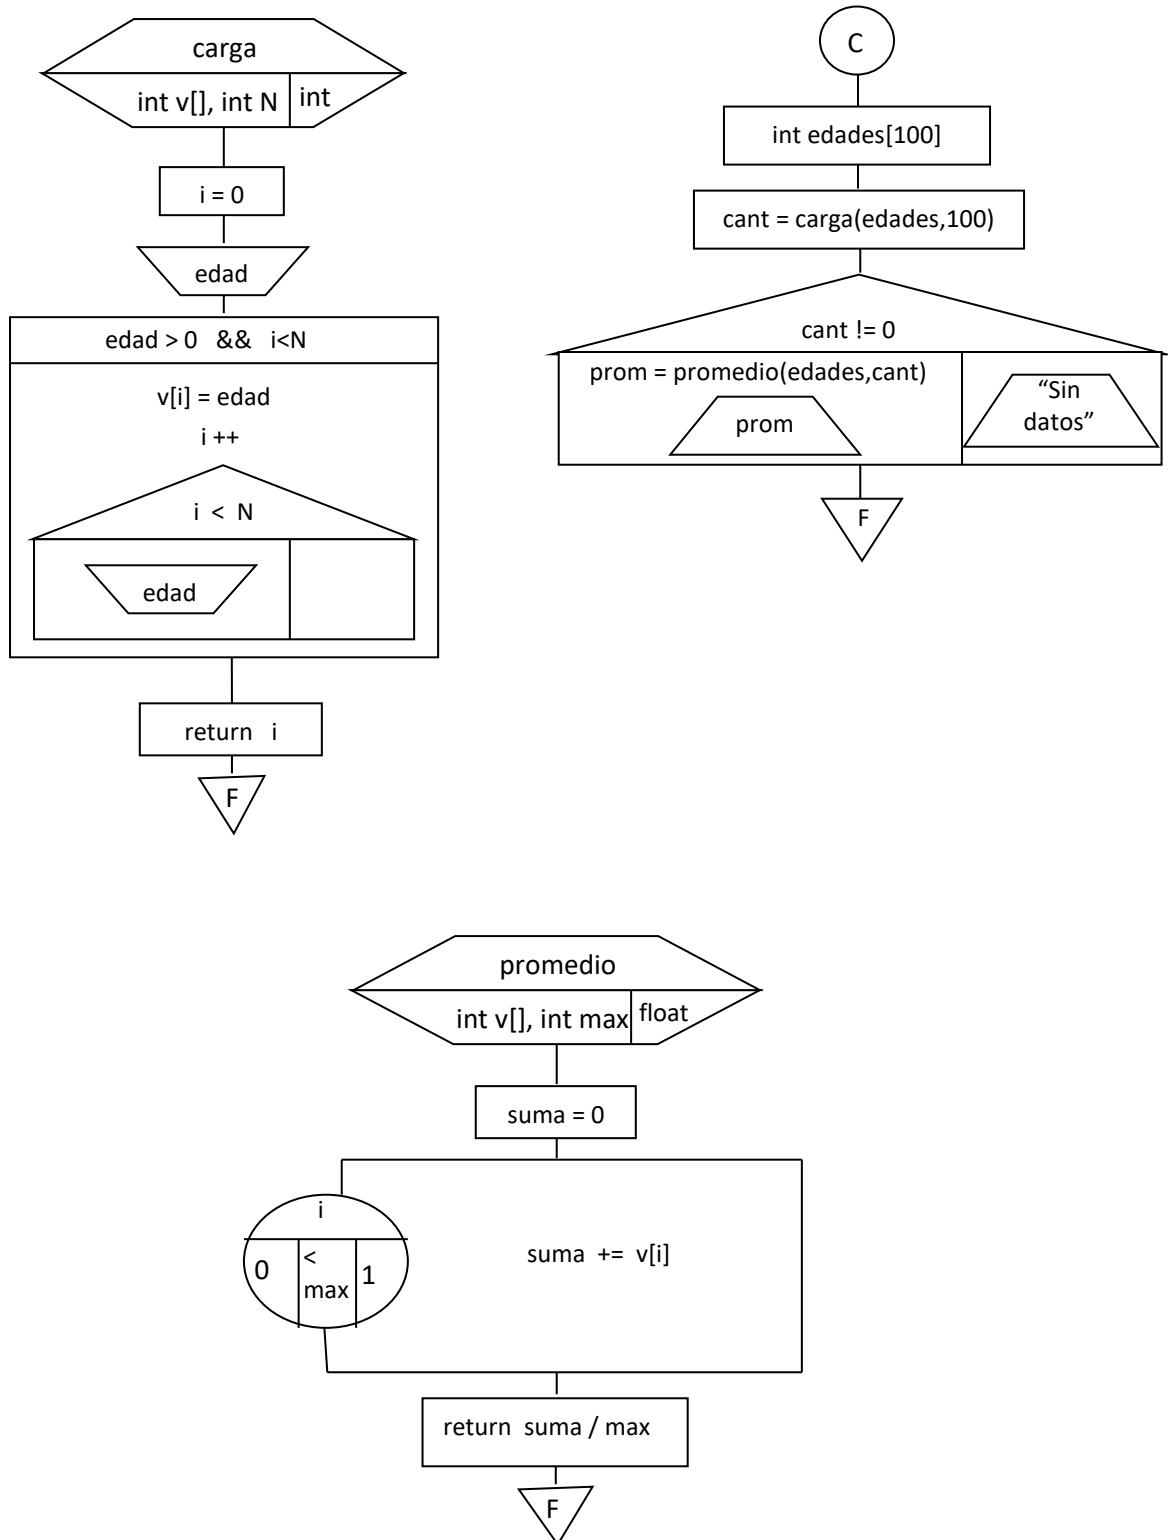 carga
int v[], int N
int
i = 0
edad
edad > 0 && i<N
v[i] = edad
i ++
i < N
edad
return i
F
C
int edades[100]
cant = carga(edades,100)
cant != 0
prom = promedio(edades,cant)
prom
“Sin
datos”
F
promedio
int v[], int max
float
suma = 0
i
0
<
max
1
suma += v[i]
return suma / max
F